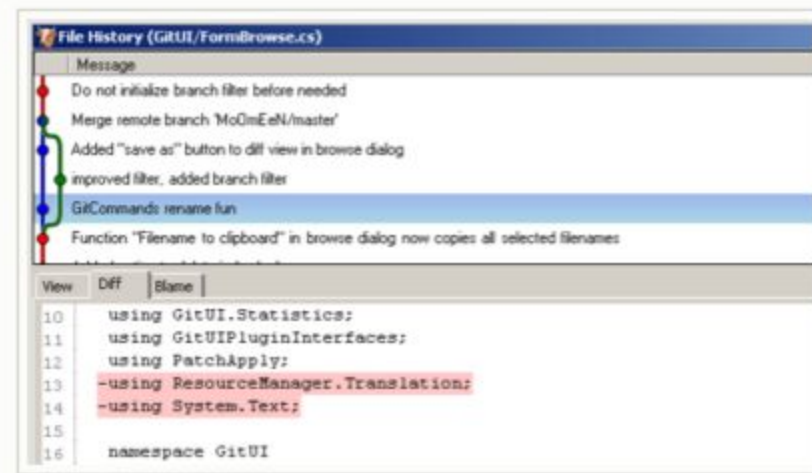 File History (GitUI/FormBrowse.cs)
Message
Do not initialize branch filter before needed
Merge remote branch 'MoOmEeN/master'
Added "save as" button to diff view in browse dialog
improved filter, added branch filter
GitCommands rename fun
Function "Filename to clipboard" in browse dialog now copies all selected filenames
View Diff Blame
10 using GitUI.Statistics;
11 using GitUIPluginInterfaces;
12 using PatchApply;
13 -using ResourceManager.Translation;
14 -using System.Text;
15
16 namespace GitUI